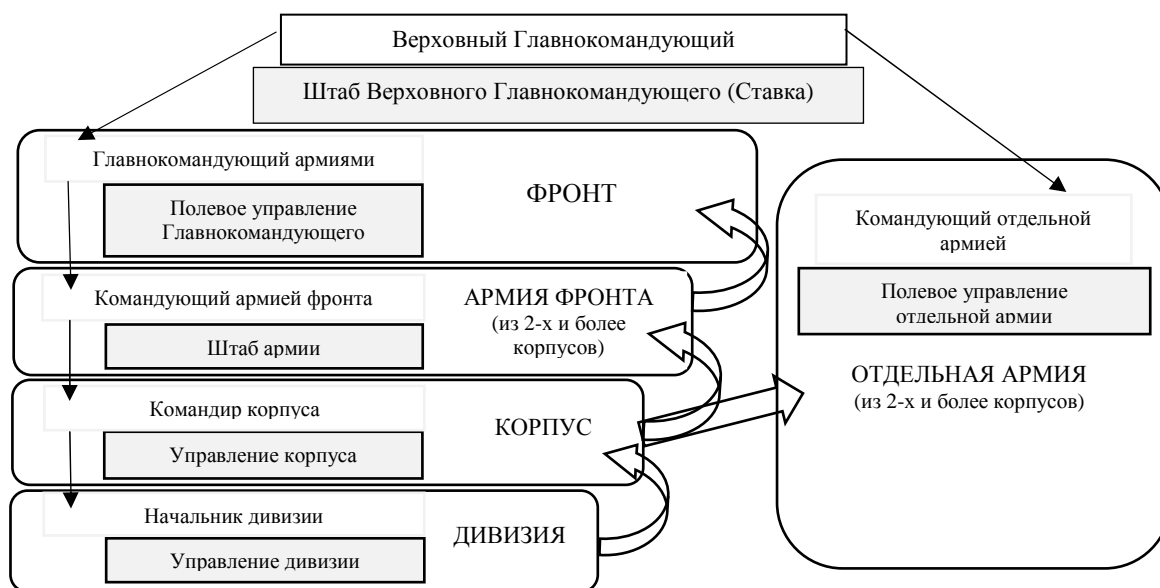 Верховный Главнокомандующий
Штаб Верховного Главнокомандующего (Ставка)
Главнокомандующий армиями
Полевое управление
Главнокомандующего
ФРОНТ
Командующий армией фронта
Штаб армии
АРМИЯ ФРОНТА
(из 2-х и более
корпусов)
Командир корпуса
Управление корпуса
КОРПУС
Начальник дивизии
Управление дивизии
ДИВИЗИЯ
Командующий отдельной
армией
Полевое управление
отдельной армии
ОТДЕЛЬНАЯ АРМИЯ
(из 2-х и более корпусов)